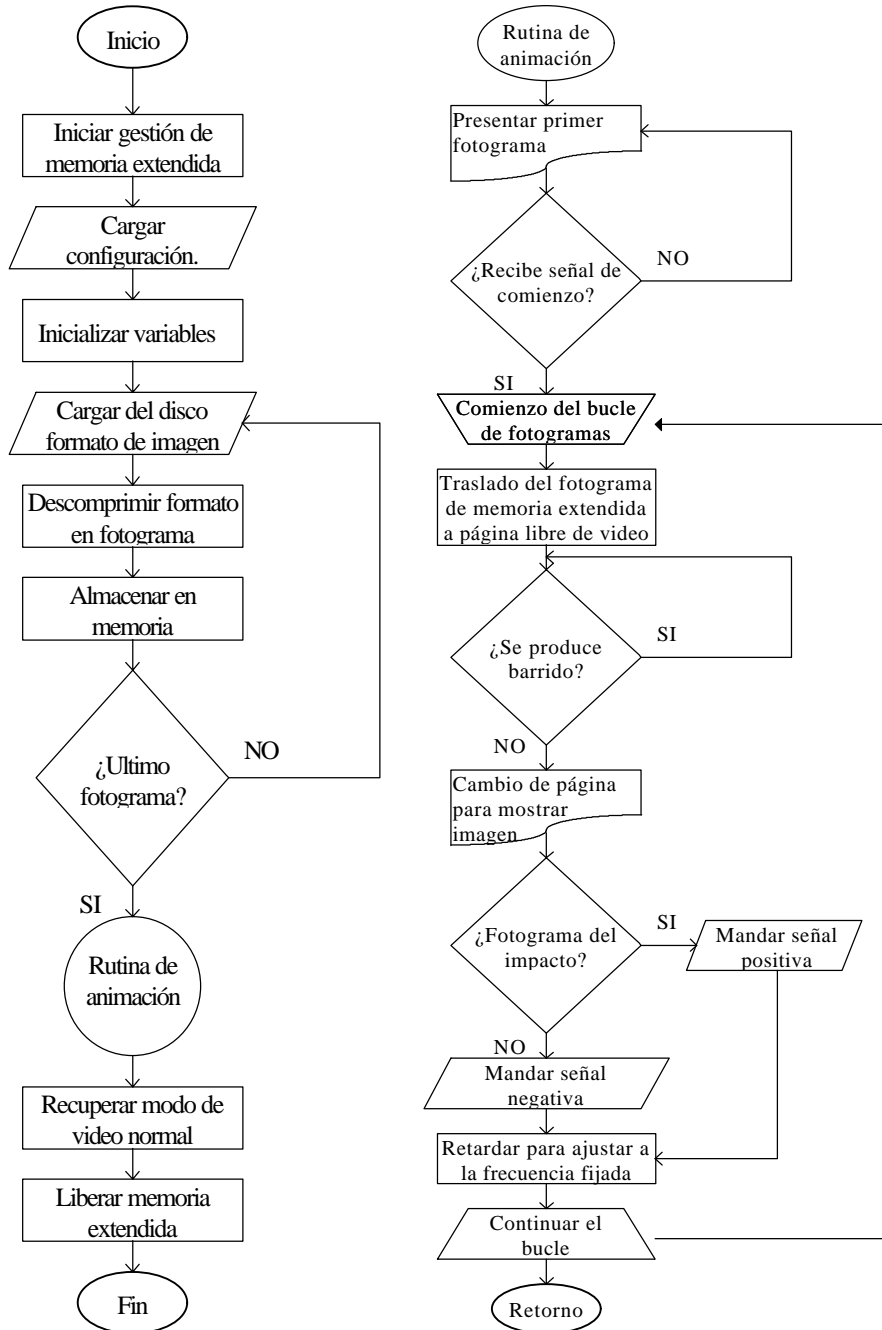 Inicio
Iniciar gestión de
memoria extendida
Cargar
configuración.
Inicializar variables
Cargar del disco
formato de imagen
Descomprimir formato
en fotograma
Almacenar en
memoria
¿Ultimo
fotograma?
NO
SI
Rutina de
animación
Recuperar modo de
video normal
Liberar memoria
extendida
Fin
Rutina de
animación
Presentar primer
fotograma
¿Recibe señal de
comienzo?
NO
SI
Comienzo del bucle
de fotogramas
Traslado del fotograma
de memoria extendida
a página libre de video
¿Se produce
barrido?
SI
NO
Cambio de página
para mostrar
imagen
¿Fotograma del
impacto?
SI
Mandar señal
positiva
NO
Mandar señal
negativa
Retardar para ajustar a
la frecuencia fijada
Continuar el
bucle
Retorno